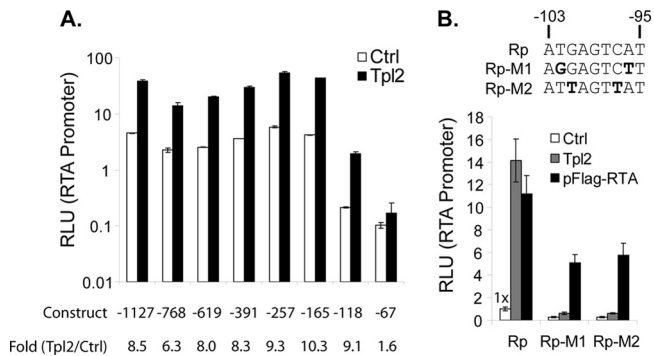 A.
RLU (RTA Promoter)
100
10
1
0.1
0.01
Ctrl
Tpl2
Construct -1127 -768 -619 -391 -257 -165 -118 -67
Fold (Tpl2/Ctrl) 8.5 6.3 8.0 8.3 9.3 10.3 9.1 1.6
B.
-103 -95
Rp ATGAGTCAT
Rp-M1 AGGAGTCTT
Rp-M2 ATTAGTTAT
RLU (RTA Promoter)
18
16
14
12
10
8
6
4
2
0
Ctrl
Tpl2
pFlag-RTA
1x
Rp Rp-M1 Rp-M2